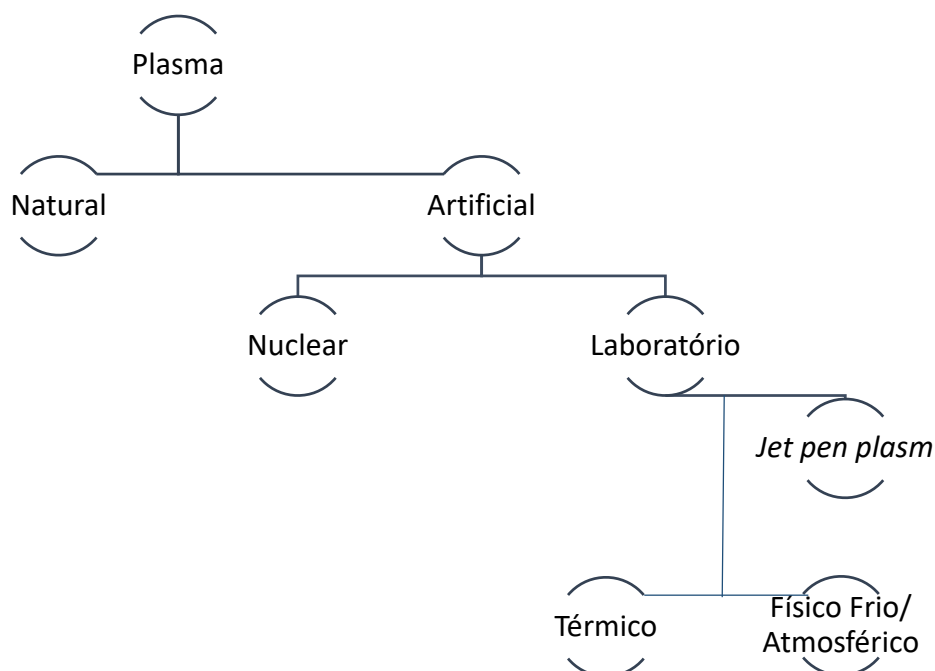 Plasma
Natural
Artificial
Nuclear
Laboratório
Jet pen plasm
Térmico
Físico Frio/
Atmosférico